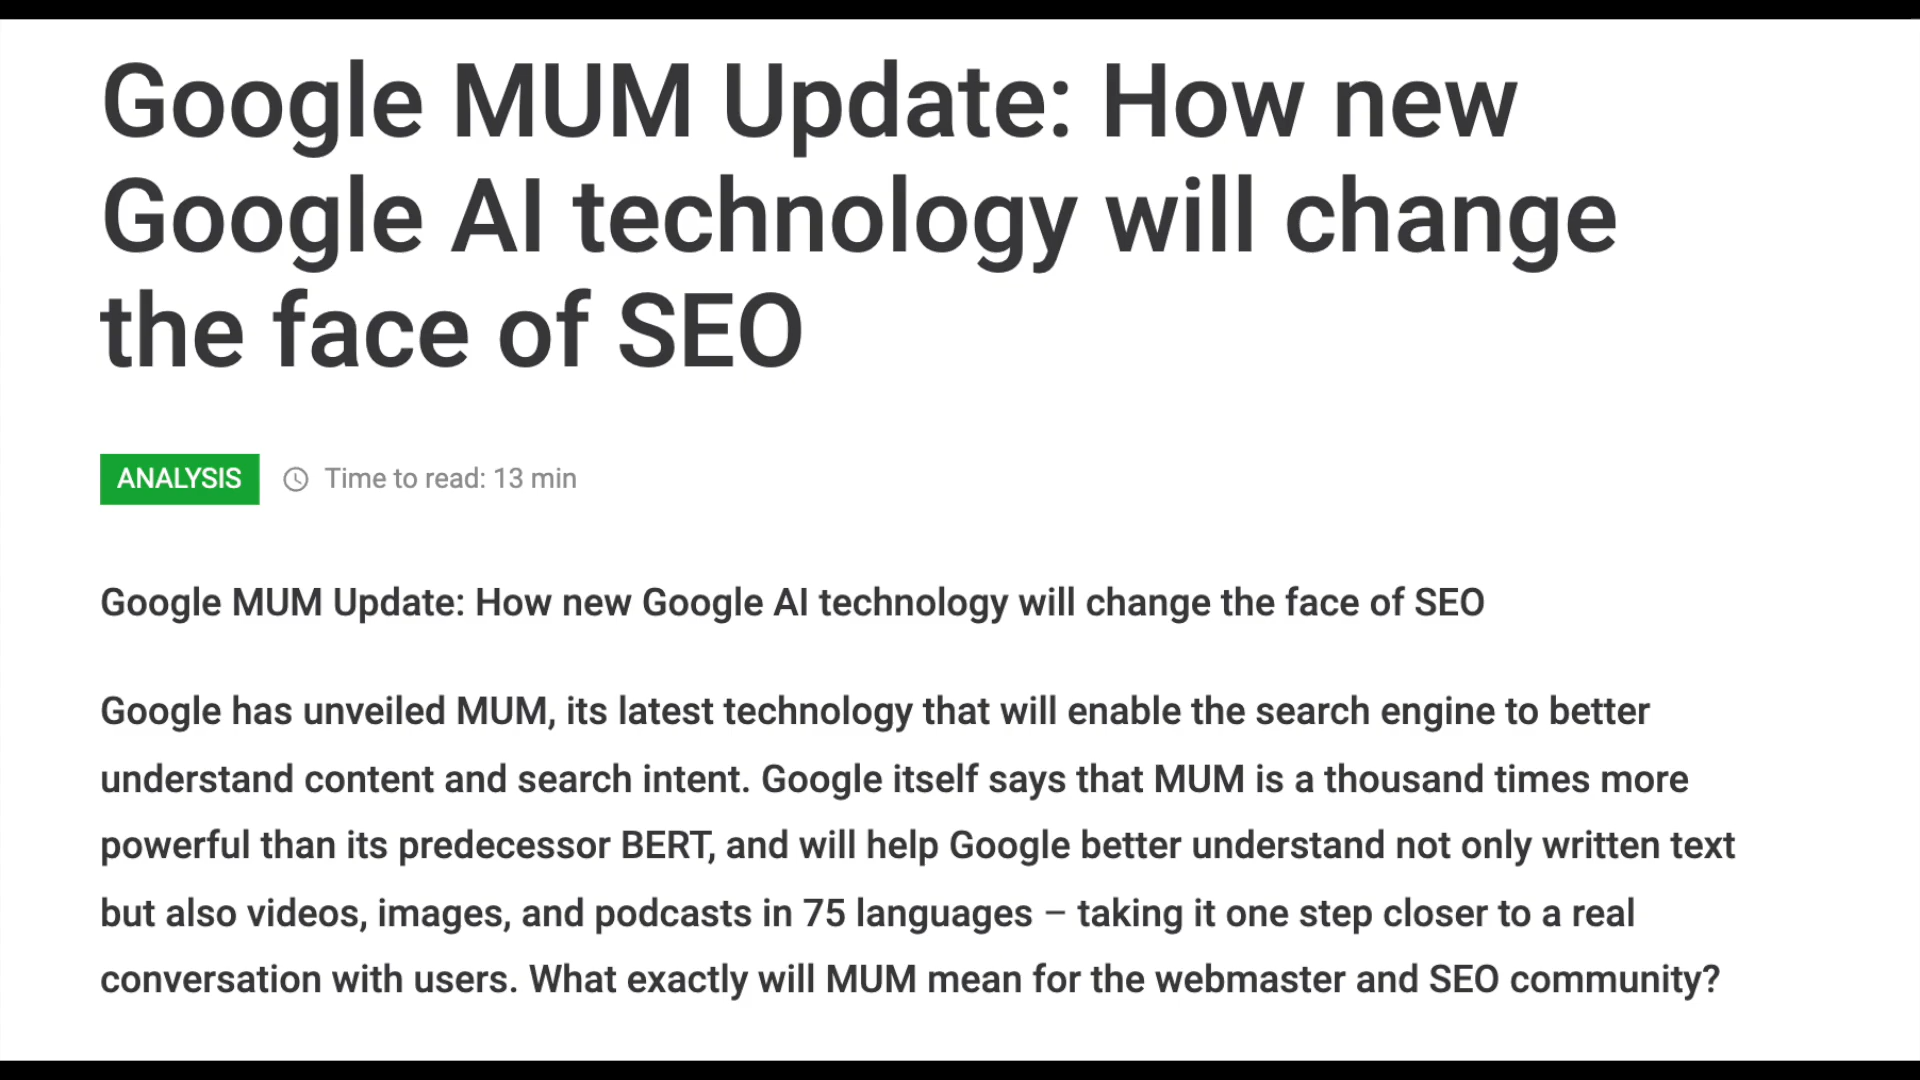 Google MUM Update: How new
Google AI technology will change
the face of SEO
ANALYSIS Time to read: 13 min
Google MUM Update: How new Google AI technology will change the face of SEO
Google has unveiled MUM, its latest technology that will enable the search engine to better
understand content and search intent. Google itself says that MUM is a thousand times more
powerful than its predecessor BERT, and will help Google better understand not only written text
but also videos, images, and podcasts in 75 languages – taking it one step closer to a real
conversation with users. What exactly will MUM mean for the webmaster and SEO community?